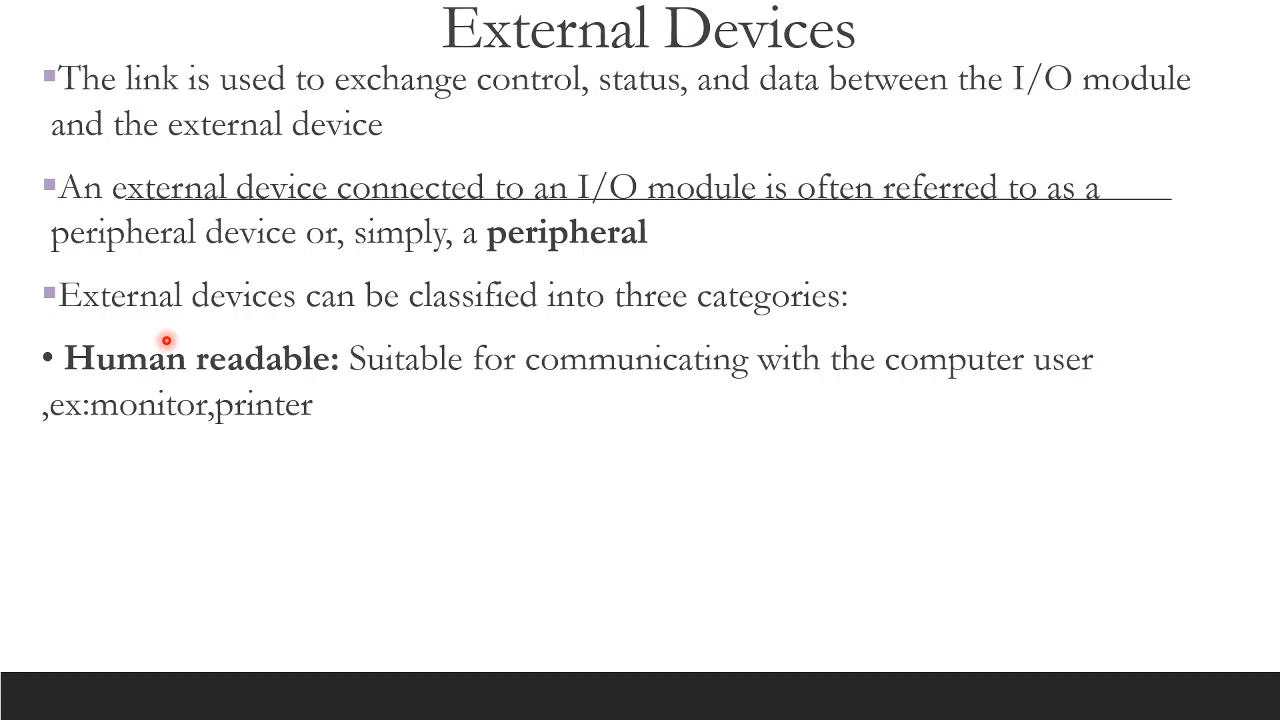 External Devices
▪The link is used to exchange control, status, and data between the I/O module
and the external device
▪An external device connected to an I/O module is often referred to as a
peripheral device or, simply, a peripheral
▪External devices can be classified into three categories:
• Human readable: Suitable for communicating with the computer user
,ex:monitor,printer